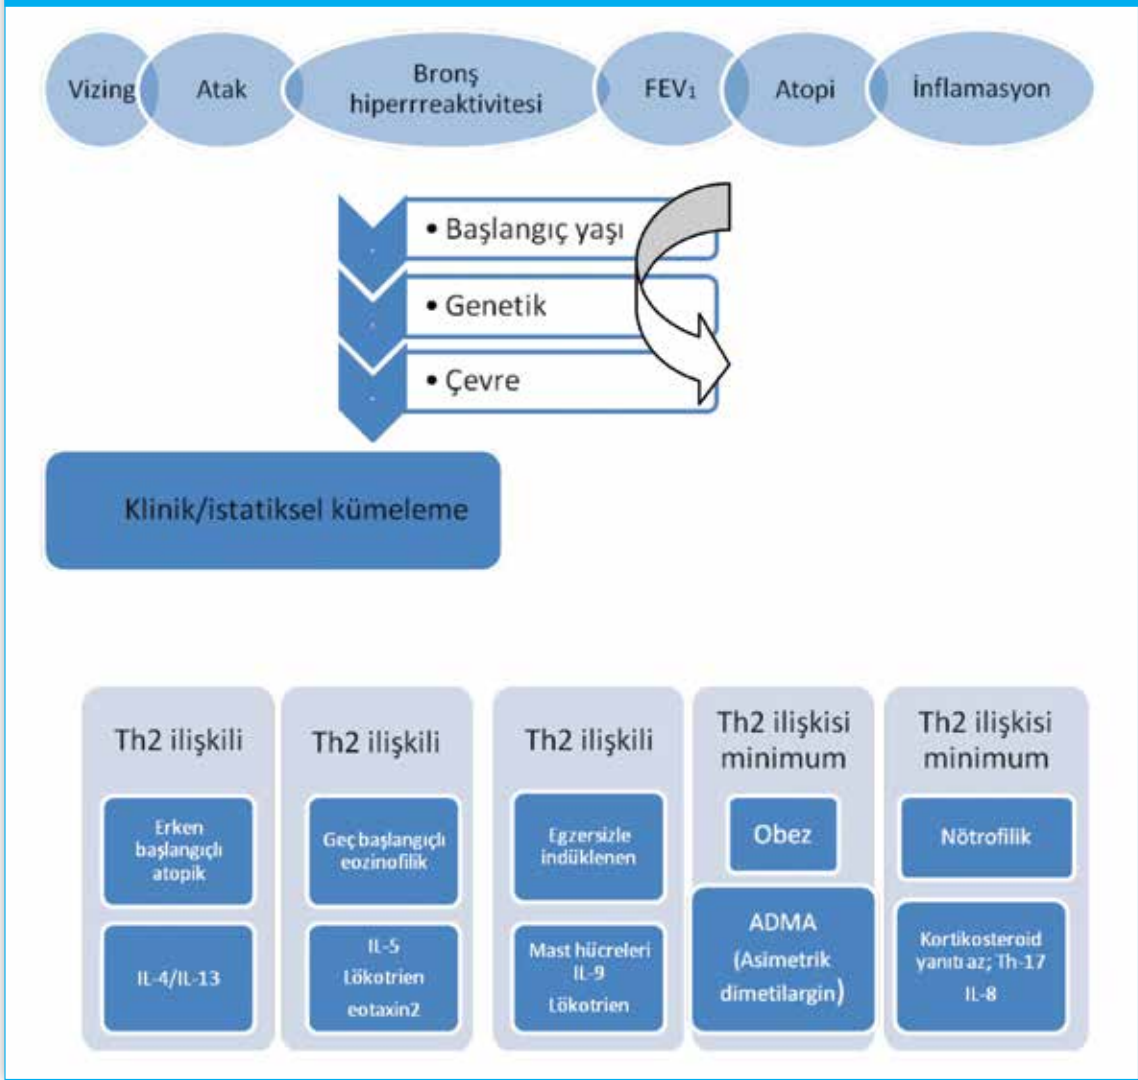 Vizing
Atak
Bronş
hiperrreaktivitesi
FEV₁
Atopi
İnflamasyon
• Başlangıç yaşı
• Genetik
• Çevre
Klinik/istatiksel kümeleme
Th2 ilişkili
Erken
başlangıçlı
atopik
IL-4/IL-13
Th2 ilişkili
Geç başlangıçlı
eozinofilik
IL-5
Lökotrien
eotaxin2
Th2 ilişkili
Egzersizle
indüklenen
Mast hücreleri
IL-9
Lökotrien
Th2 ilişkisi
minimum
Obez
ADMA
(Asimetrik
dimetilargin)
Th2 ilişkisi
minimum
Nötrofilik
Kortikosteroid
yanıtı az; Th-17
IL-8